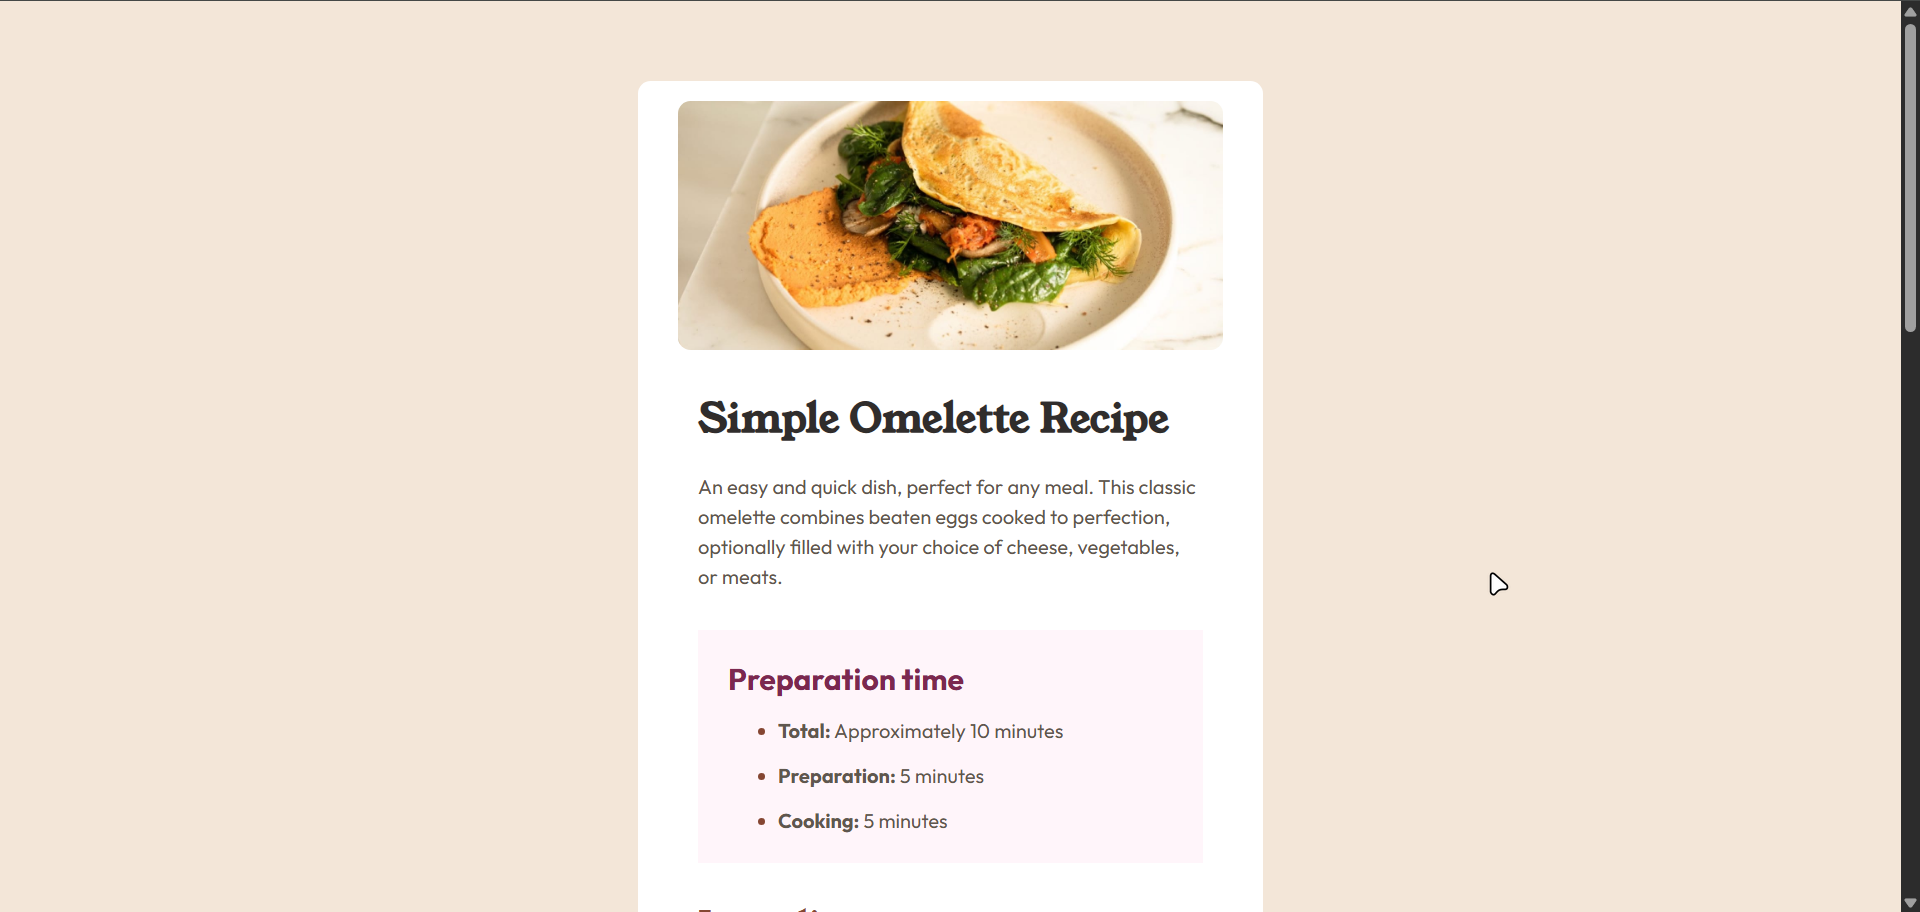 Simple Omelette Recipe
An easy and quick dish, perfect for any meal. This classic
omelette combines beaten eggs cooked to perfection,
optionally filled with your choice of cheese, vegetables,
or meats.
Preparation time
Total: Approximately 10 minutes
Preparation: 5 minutes
Cooking: 5 minutes